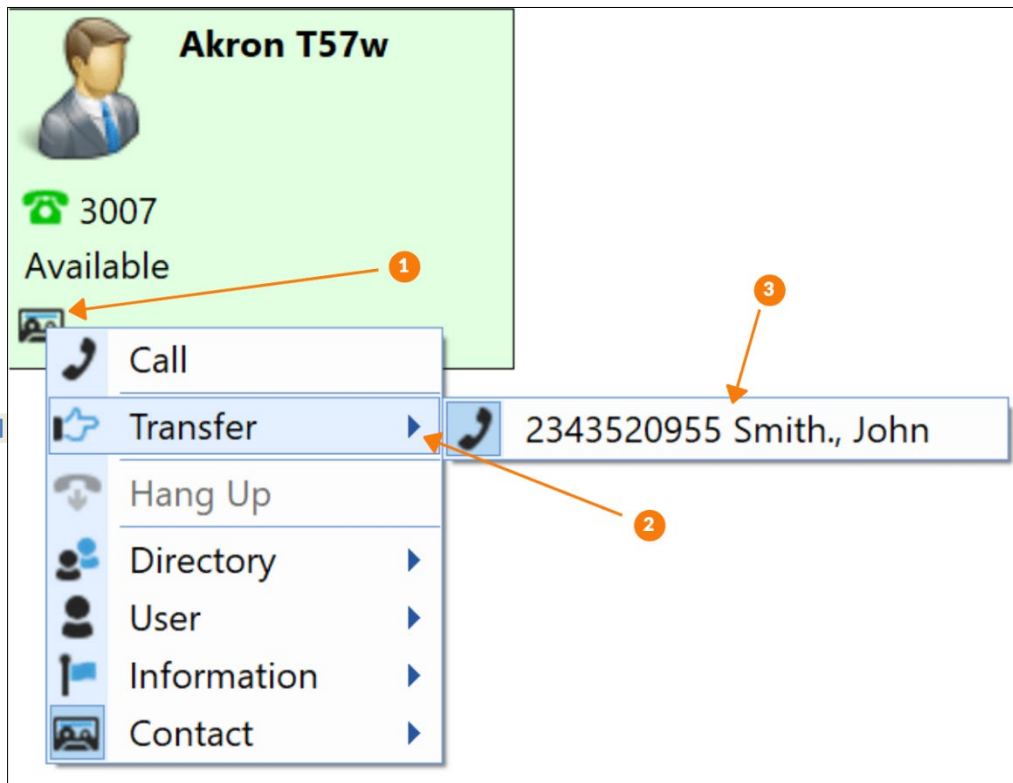 Akron T57w
3007
Available
1
3
Call
Transfer
2343520955 Smith., John
Hang Up
2
Directory
User
Information
Contact